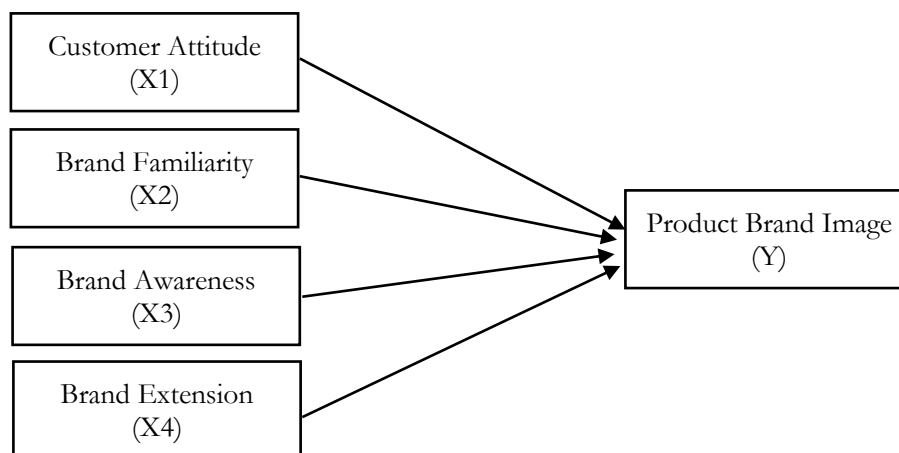 Customer Attitude
(X1)
Brand Familiarity
(X2)
Brand Awareness
(X3)
Brand Extension
(X4)
Product Brand Image
(Y)